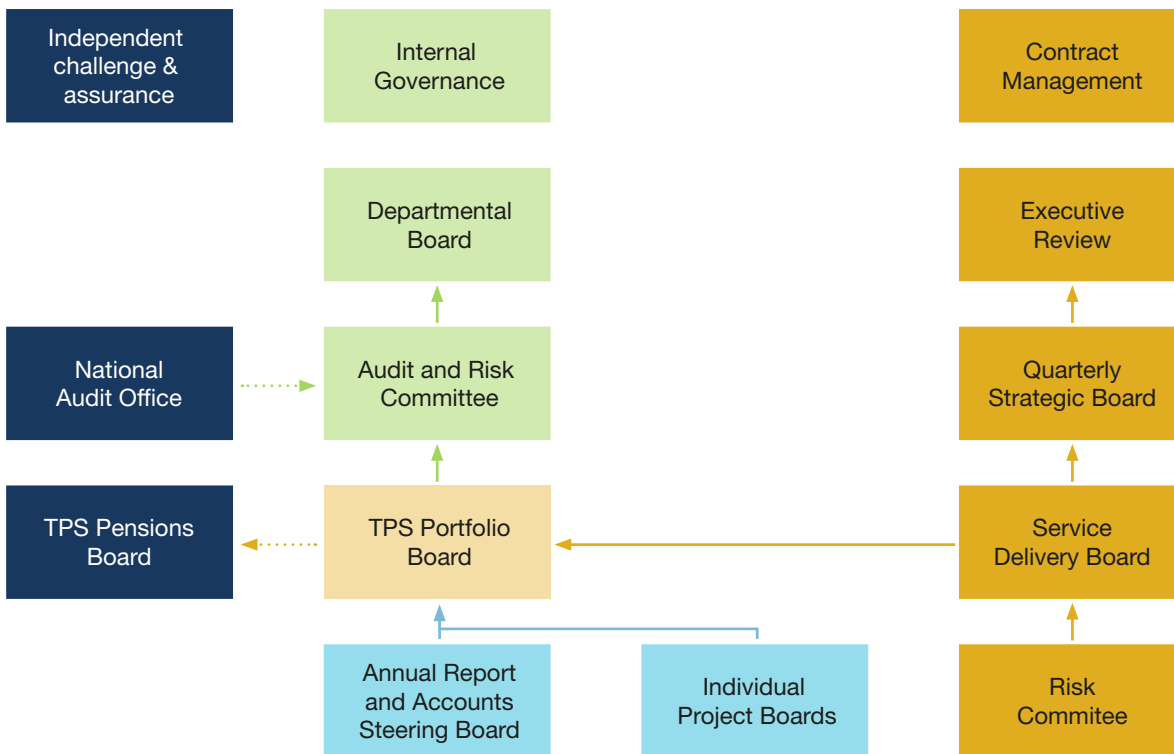 Independent
challenge &
assurance
Internal
Governance
Contract
Management
Departmental
Board
Executive
Review
National
Audit Office
Audit and Risk
Committee
Quarterly
Strategic Board
TPS Pensions
Board
TPS Portfolio
Board
Service
Delivery Board
Annual Report
and Accounts
Steering Board
Individual
Project Boards
Risk
Commitee